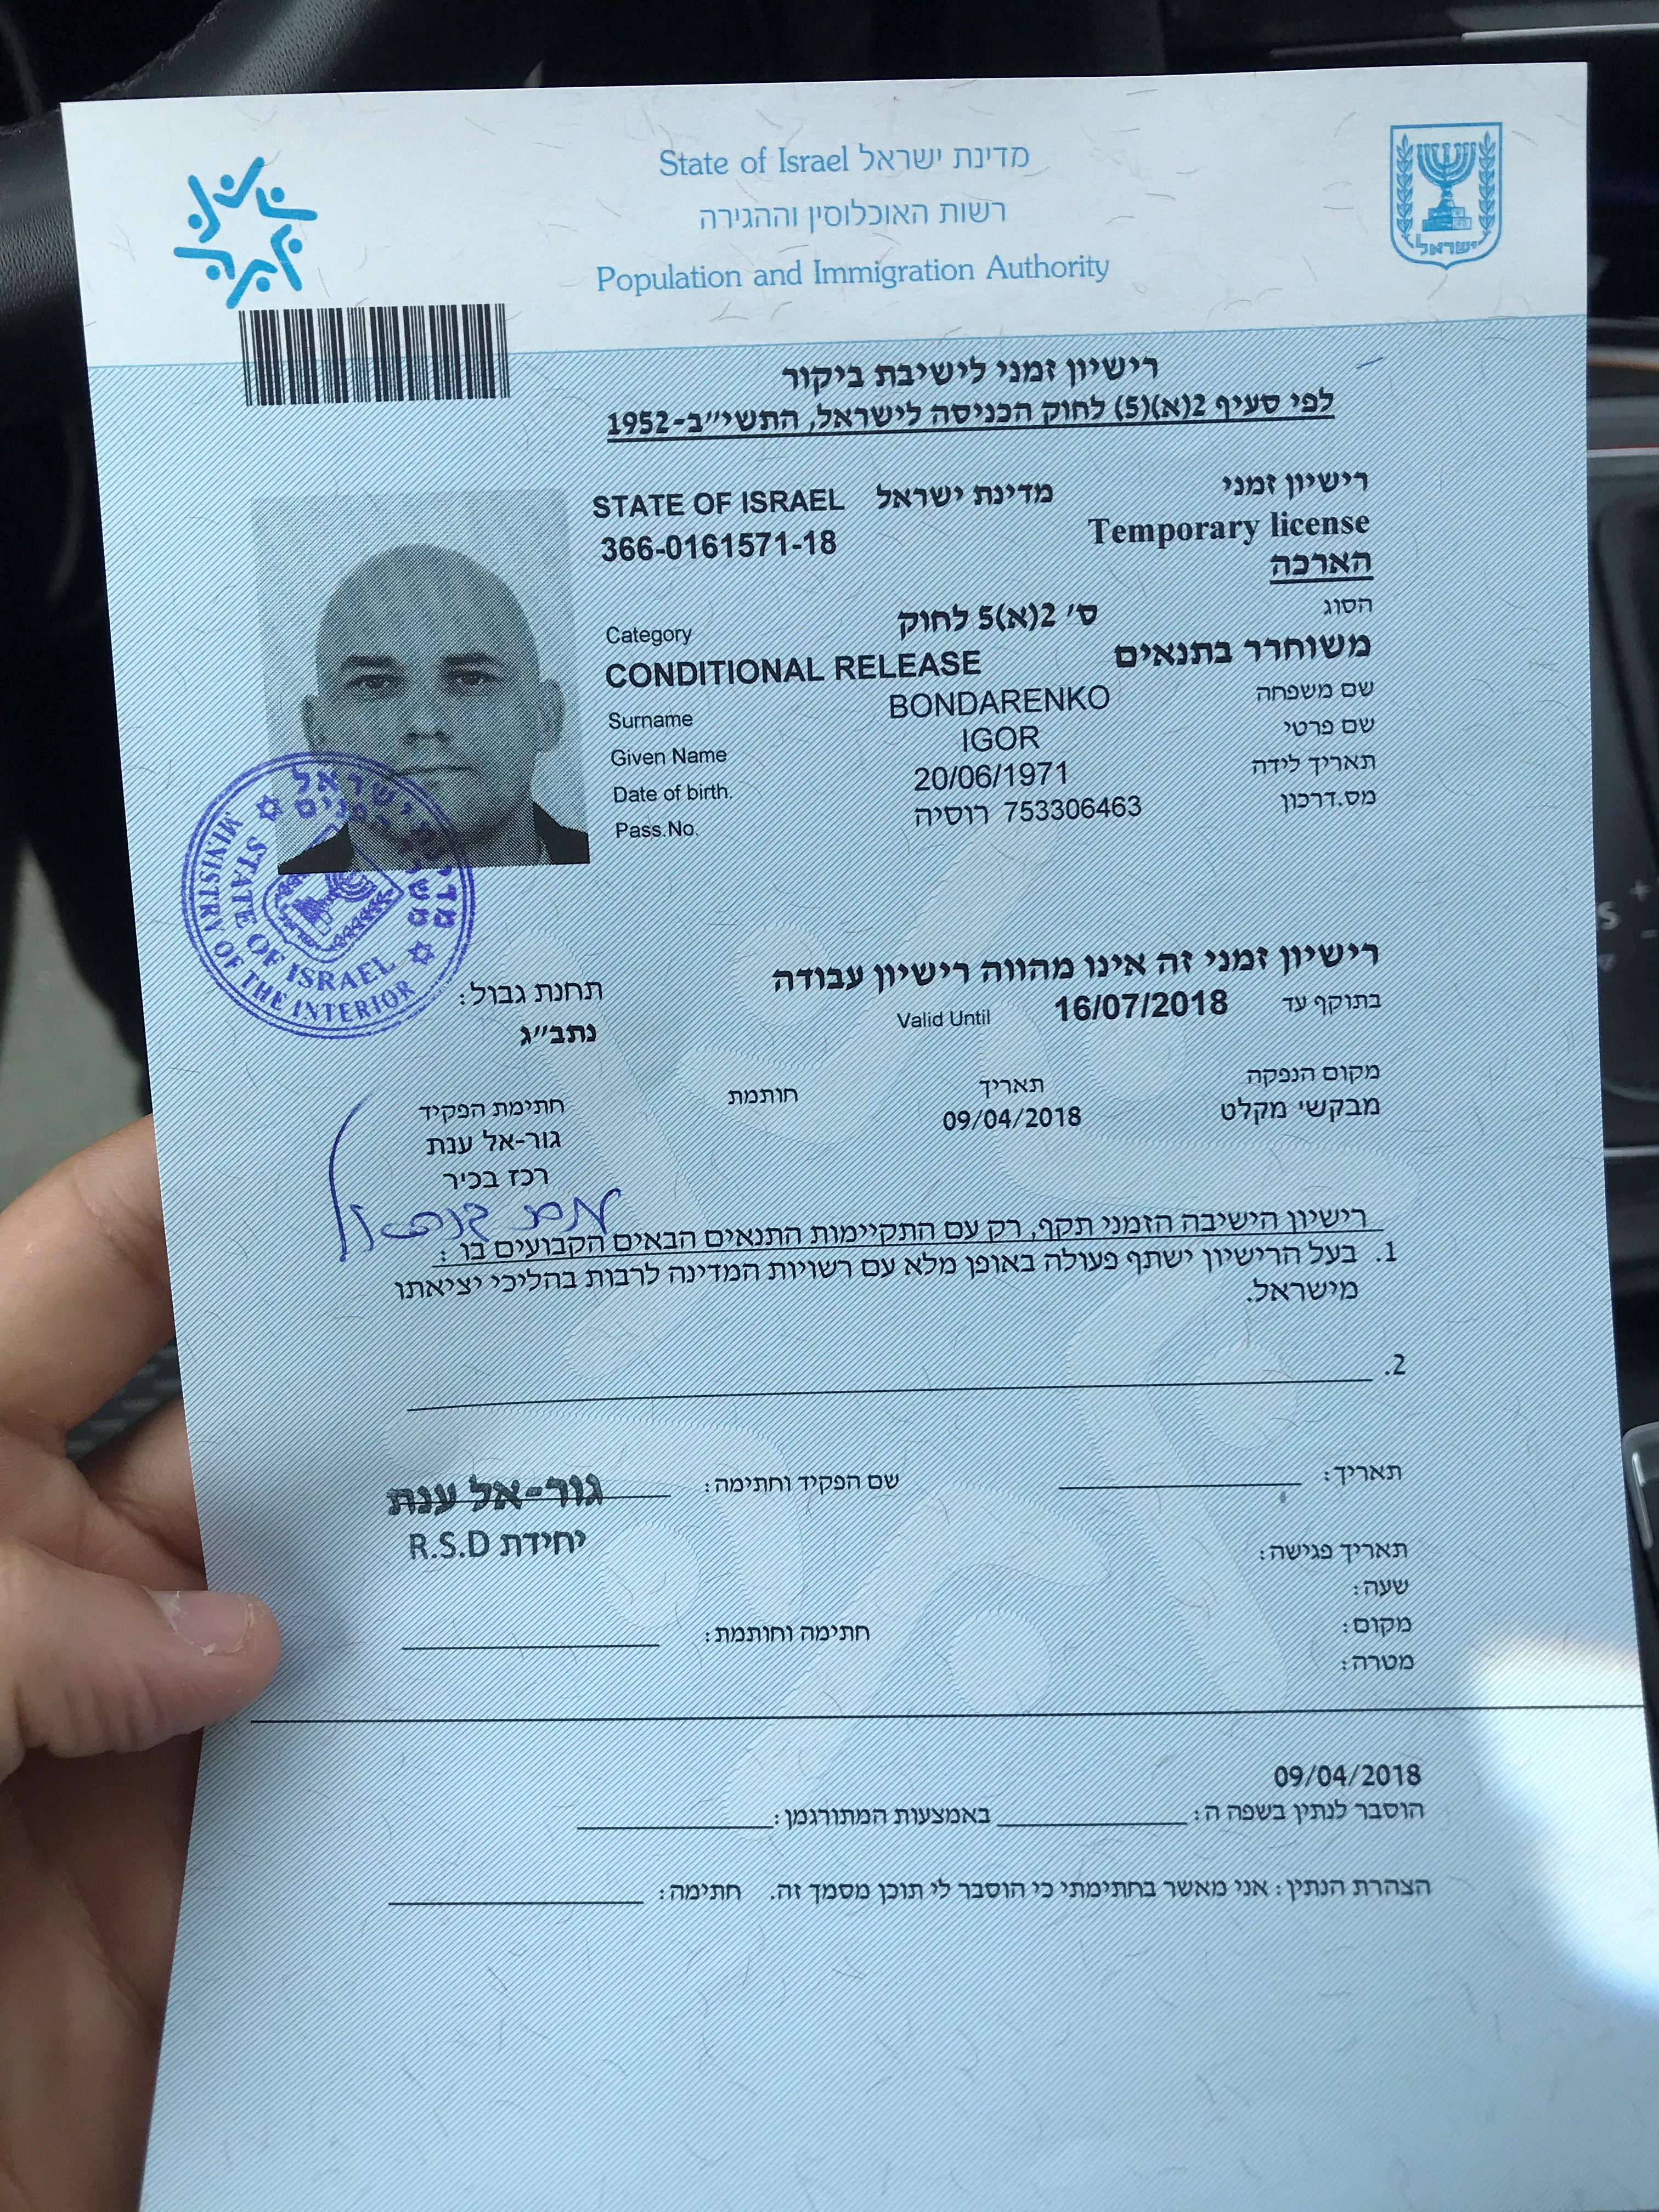 State of Israel מדינת ישראל
רשות האוכלוסין וההגירה
Population and Immigration Authority
ישראל
רישיון זמני לישיבת ביקור
לפי סעיף 2(א)(5) לחוק הכניסה לישראל, התשי״ב-1952
רישיון זמני
STATE OF ISRAEL מדינת ישראל
Temporary license
366-0161571-18
הארכה
הסוג
ס׳ 2(א)5 לחוק
Category
משוחרר בתנאים
CONDITIONAL RELEASE
שם משפחה BONDARENKO Surname
שם פרטי IGOR Given Name
תאריך לידה 20/06/1971 Date of birth.
מס.דרכון 753306463 רוסיה Pass.No.
מדינת ישראל
משרד הפנים
STATE OF ISRAEL
MINISTRY OF THE INTERIOR
רישיון זמני זה אינו מהווה רישיון עבודה
תחנת גבול:
בתוקף עד 16/07/2018 Valid Until
נתב״ג
מקום הנפקה תאריך חותמת חתימת הפקיד
מבקשי מקלט 09/04/2018 גור-אל ענת
רכז בכיר
רישיון הישיבה הזמני תקף, רק עם התקיימות התנאים הבאים הקבועים בו :
1. בעל הרישיון ישתף פעולה באופן מלא עם רשויות המדינה לרבות בהליכי יציאתו
מישראל.
2.
תאריך: שם הפקיד וחתימה: גור-אל ענת
יחידת R.S.D
תאריך פגישה:
שעה:
מקום: חתימה וחותמת:
מטרה:
09/04/2018
הוסבר לנתין בשפה ה: באמצעות המתורגמן:
הצהרת הנתין: אני מאשר בחתימתי כי הוסבר לי תוכן מסמך זה. חתימה: